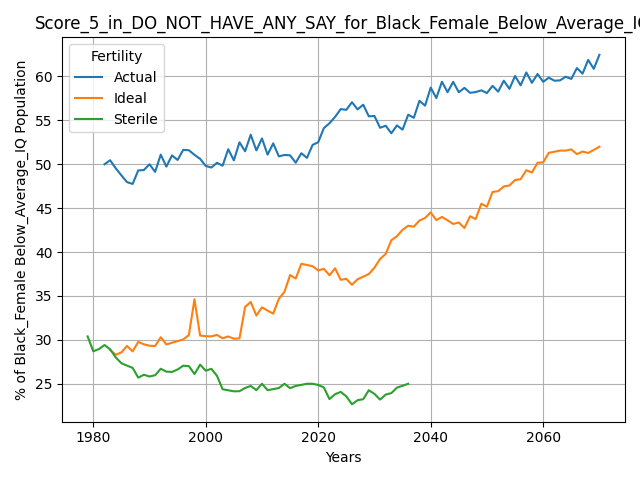 Score_5_in_DO_NOT_HAVE_ANY_SAY_for_Black_Female_Below_Average_IQ
% of Black_Female Below_Average_IQ Population
Fertility
Actual
Ideal
Sterile
60
55
50
45
40
35
30
25
1980
2000
2020
2040
2060
Years